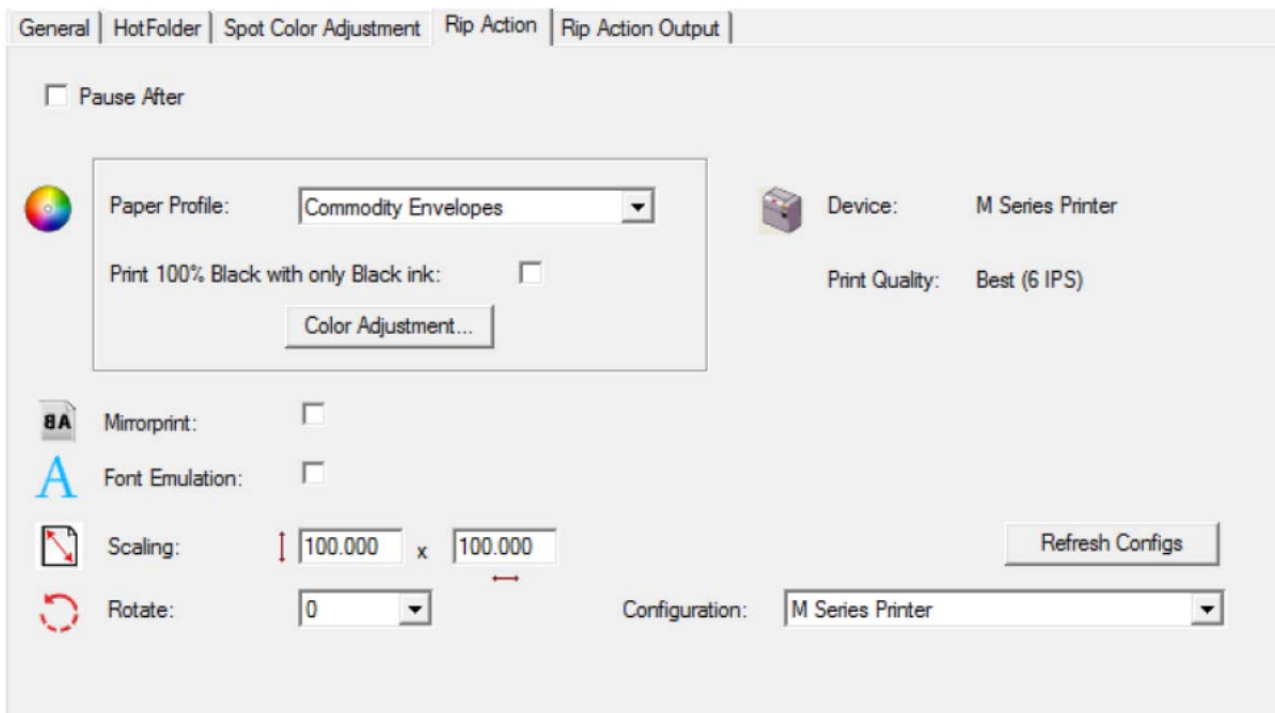 General HotFolder Spot Color Adjustment Rip Action Rip Action Output
Pause After
Paper Profile: Commodity Envelopes Device: M Series Printer
Print 100% Black with only Black ink: Print Quality: Best (6 IPS)
Color Adjustment...
BA Mirrorprint:
A Font Emulation:
Scaling: 100.000 x 100.000 Refresh Configs
Rotate: 0 Configuration: M Series Printer